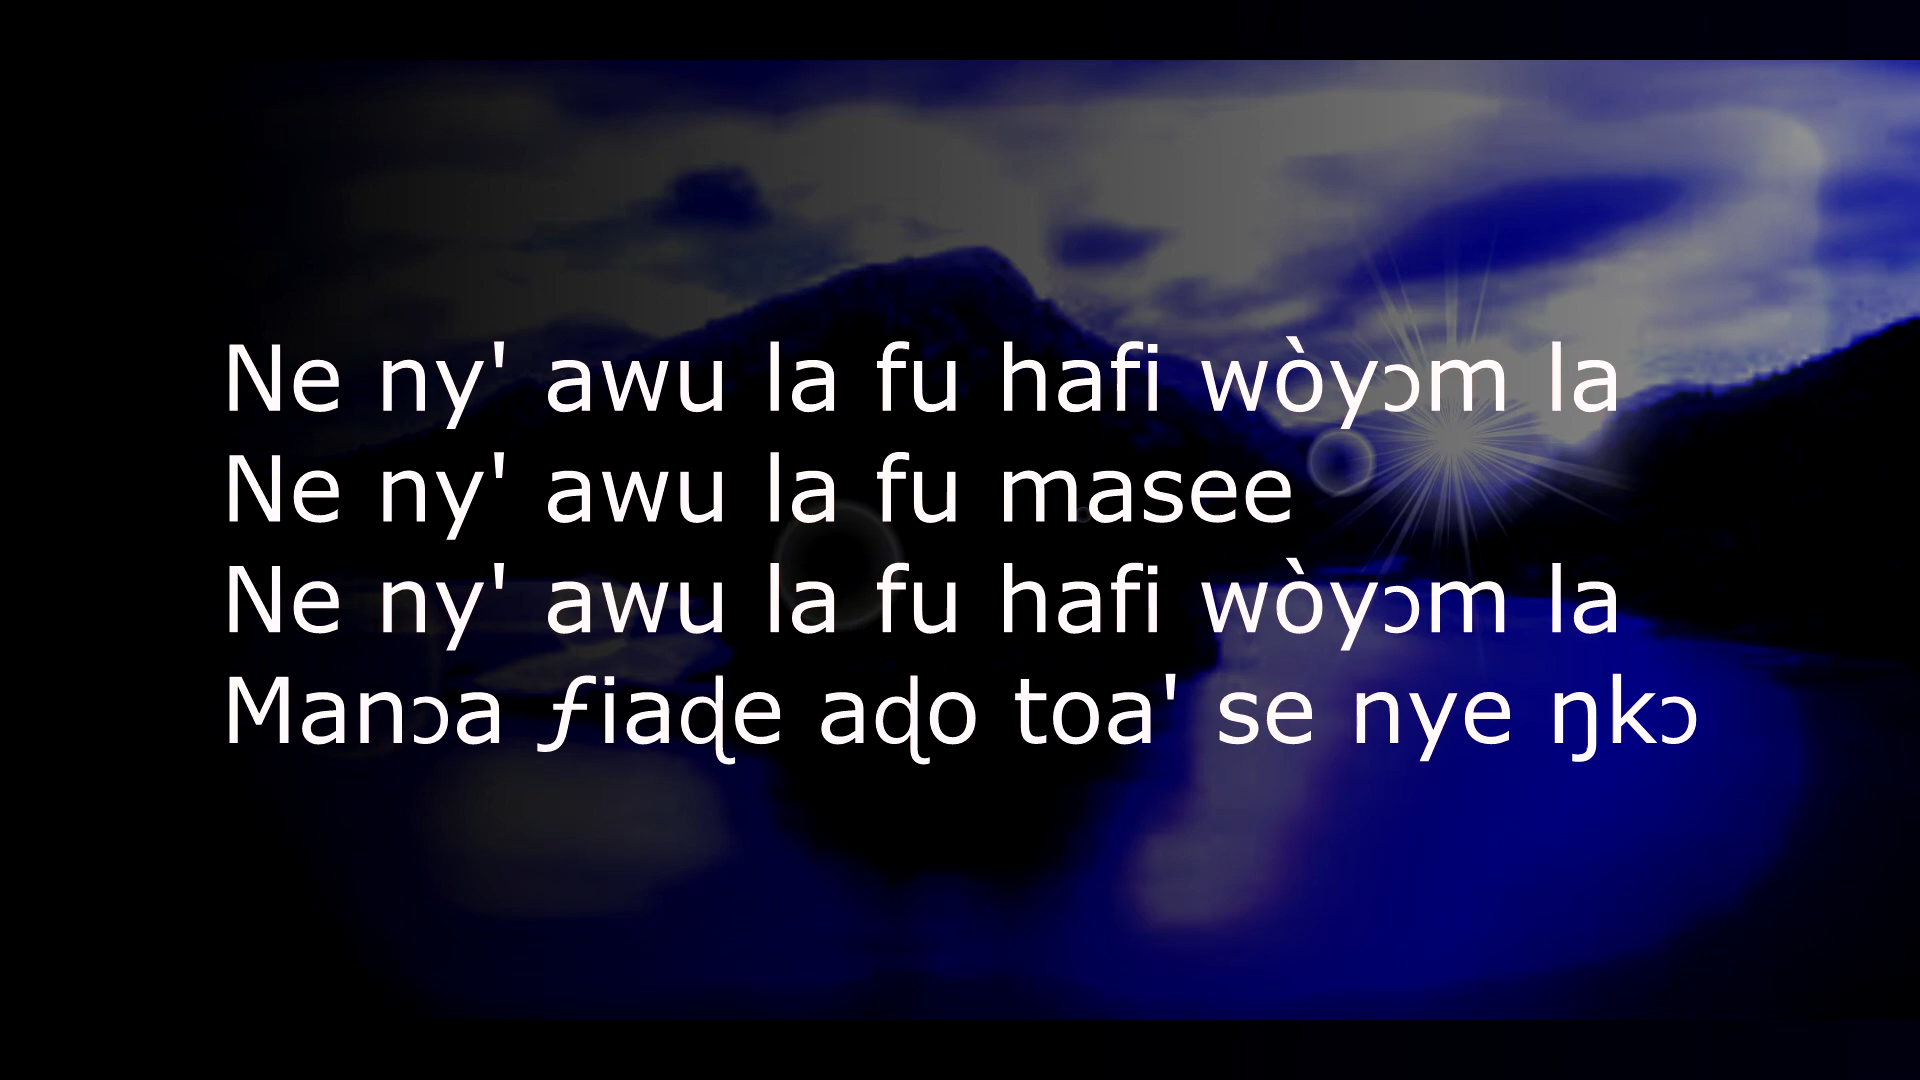 Ne ny' awu la fu hafi wòyɔm la
Ne ny' awu la fu masee
Ne ny' awu la fu hafi wòyɔm la
Manɔa ƒiaɖe aɖo toa' se nye ŋkɔ